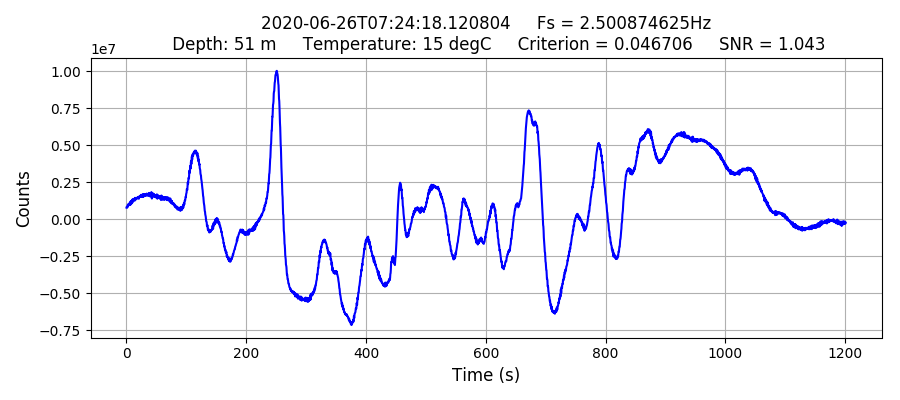 2020-06-26T07:24:18.120804 Fs = 2.500874625Hz
Depth: 51 m Temperature: 15 degC Criterion = 0.046706 SNR = 1.043
1e7
1.00
0.75
0.50
0.25
0.00
−0.25
−0.50
−0.75
Counts
0 200 400 600 800 1000 1200
Time (s)